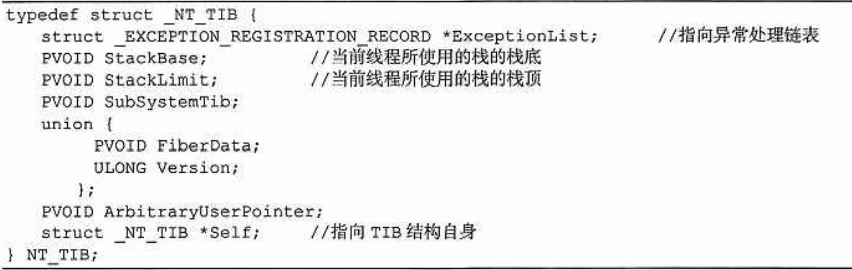 typedef struct _NT_TIB {
struct _EXCEPTION_REGISTRATION_RECORD *ExceptionList; //指向异常处理链表
PVOID StackBase; //当前线程所使用的栈的栈底
PVOID StackLimit; //当前线程所使用的栈的栈顶
PVOID SubSystemTib;
union {
PVOID FiberData;
ULONG Version;
};
PVOID ArbitraryUserPointer;
struct _NT_TIB *Self; //指向 TIB 结构自身
} NT_TIB;